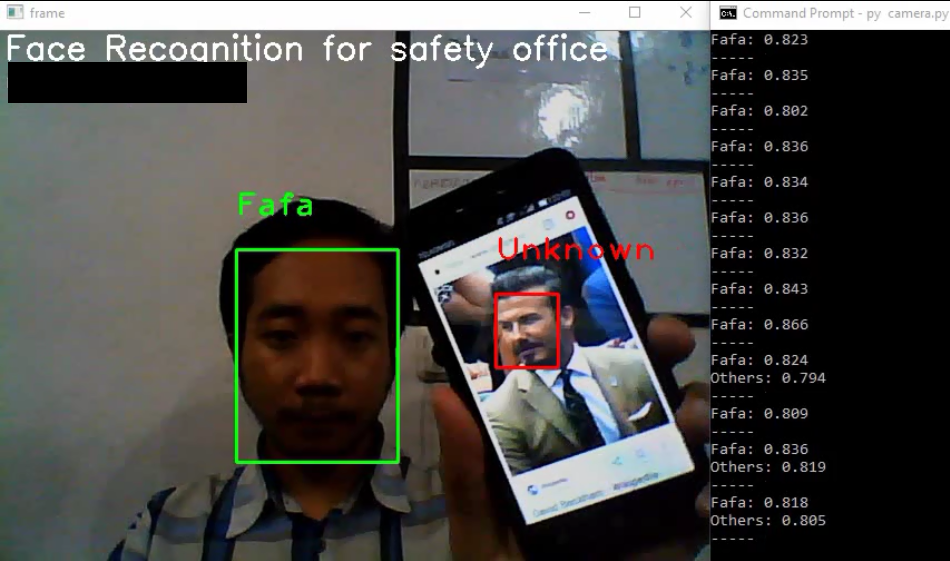 frame
Command Prompt - py camera.py
Face Recognition for safety office
Fafa
Unknown
David Beckham - Wikipedia
Fafa: 0.823
-----
Fafa: 0.835
-----
Fafa: 0.802
-----
Fafa: 0.836
-----
Fafa: 0.834
-----
Fafa: 0.836
-----
Fafa: 0.832
-----
Fafa: 0.843
-----
Fafa: 0.866
-----
Fafa: 0.824
Others: 0.794
-----
Fafa: 0.809
-----
Fafa: 0.836
Others: 0.819
-----
Fafa: 0.818
Others: 0.805
-----